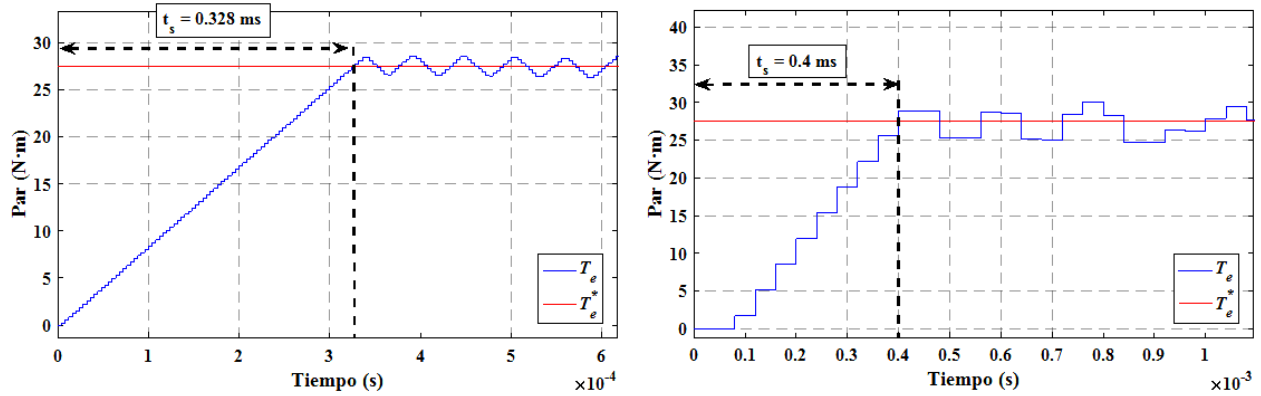 t_s = 0.328 ms
30
25
20
15
10
5
0
Par (N·m)
T_e
T_e^*
0 1 2 3 4 5 6
Tiempo (s)
×10^-4
t_s = 0.4 ms
40
35
30
25
20
15
10
5
0
Par (N·m)
T_e
T_e^*
0 0.1 0.2 0.3 0.4 0.5 0.6 0.7 0.8 0.9 1
Tiempo (s)
×10^-3